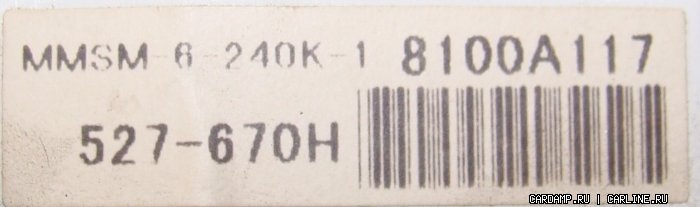 MMSM-6-240K-1 8100A117
527-670H
CARDAMP.RU | CARLINE.RU